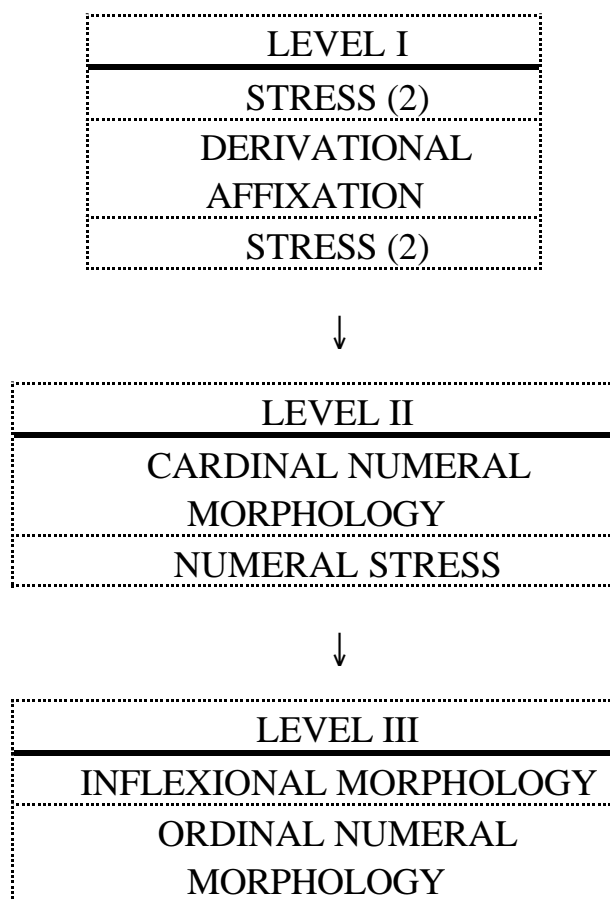 LEVEL I
STRESS (2)
DERIVATIONAL
AFFIXATION
STRESS (2)
↓
LEVEL II
CARDINAL NUMERAL
MORPHOLOGY
NUMERAL STRESS
↓
LEVEL III
INFLEXIONAL MORPHOLOGY
ORDINAL NUMERAL
MORPHOLOGY